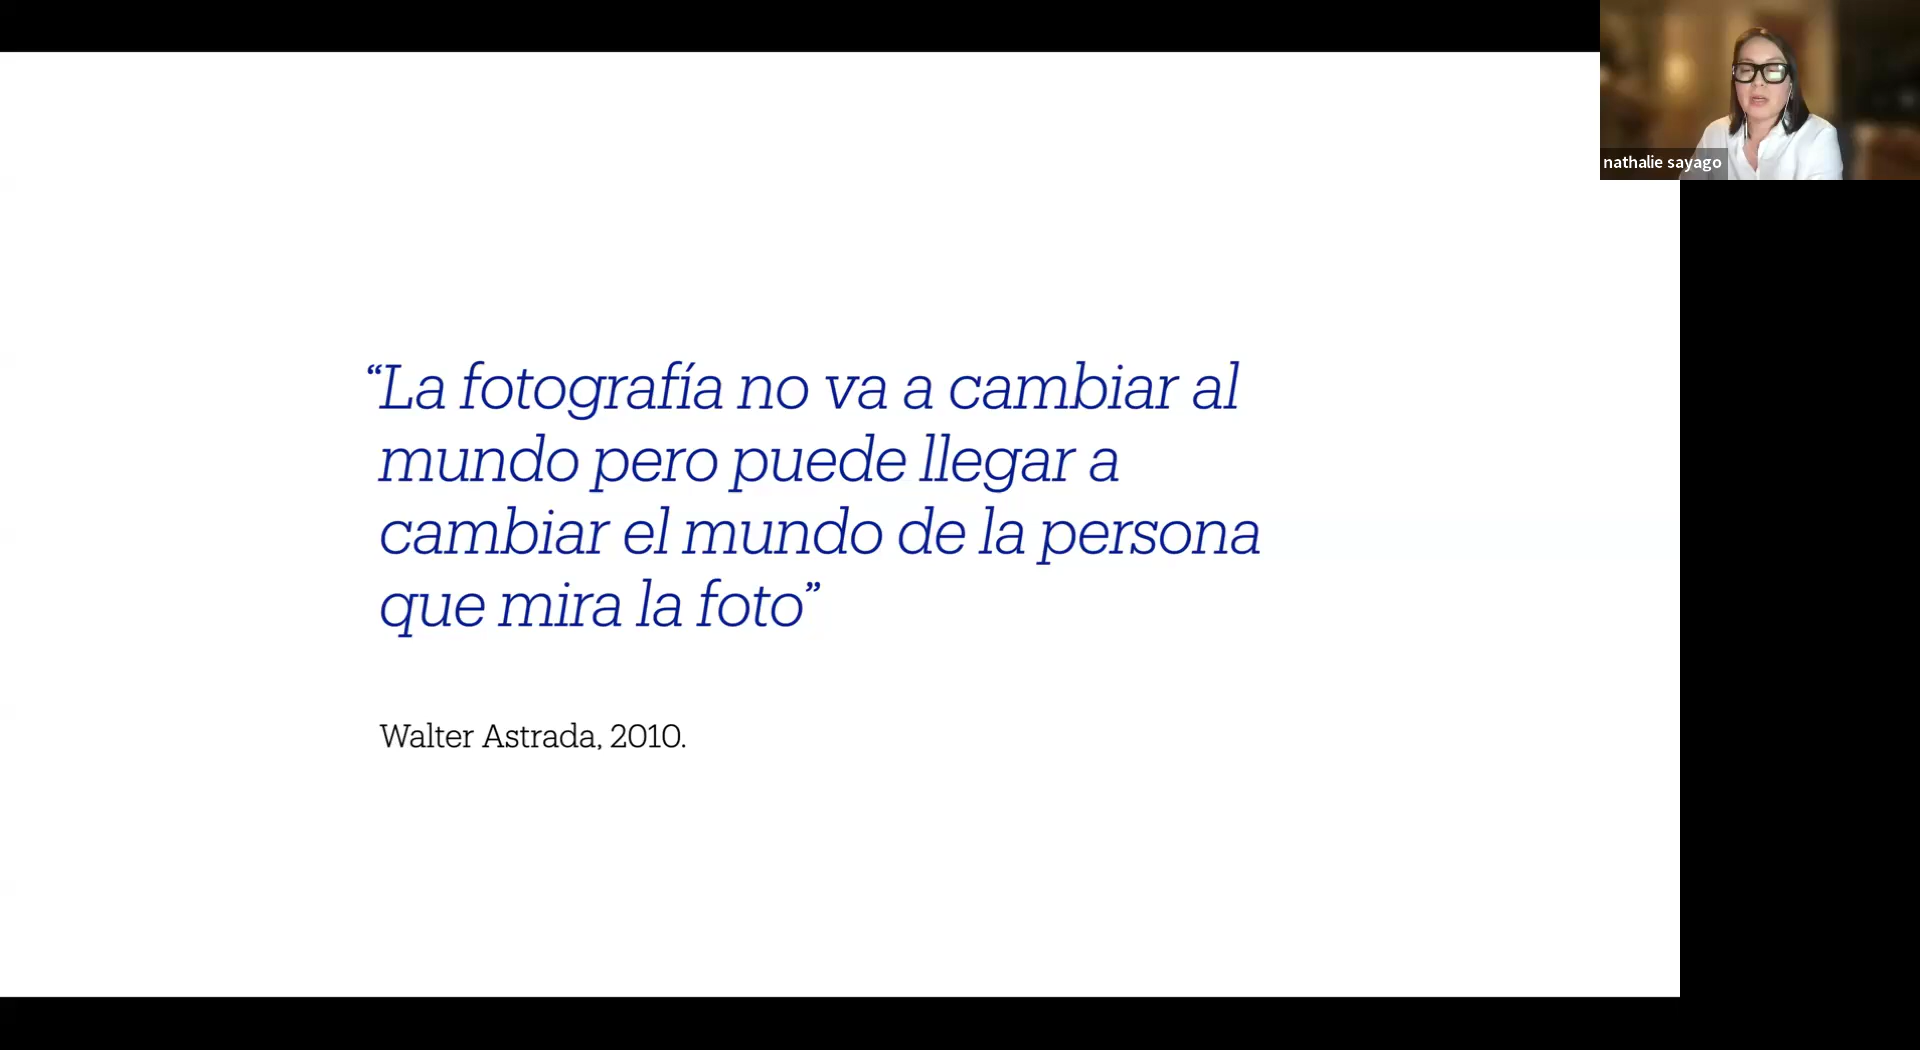 nathalie sayago
“La fotografía no va a cambiar al
mundo pero puede llegar a
cambiar el mundo de la persona
que mira la foto”
Walter Astrada, 2010.